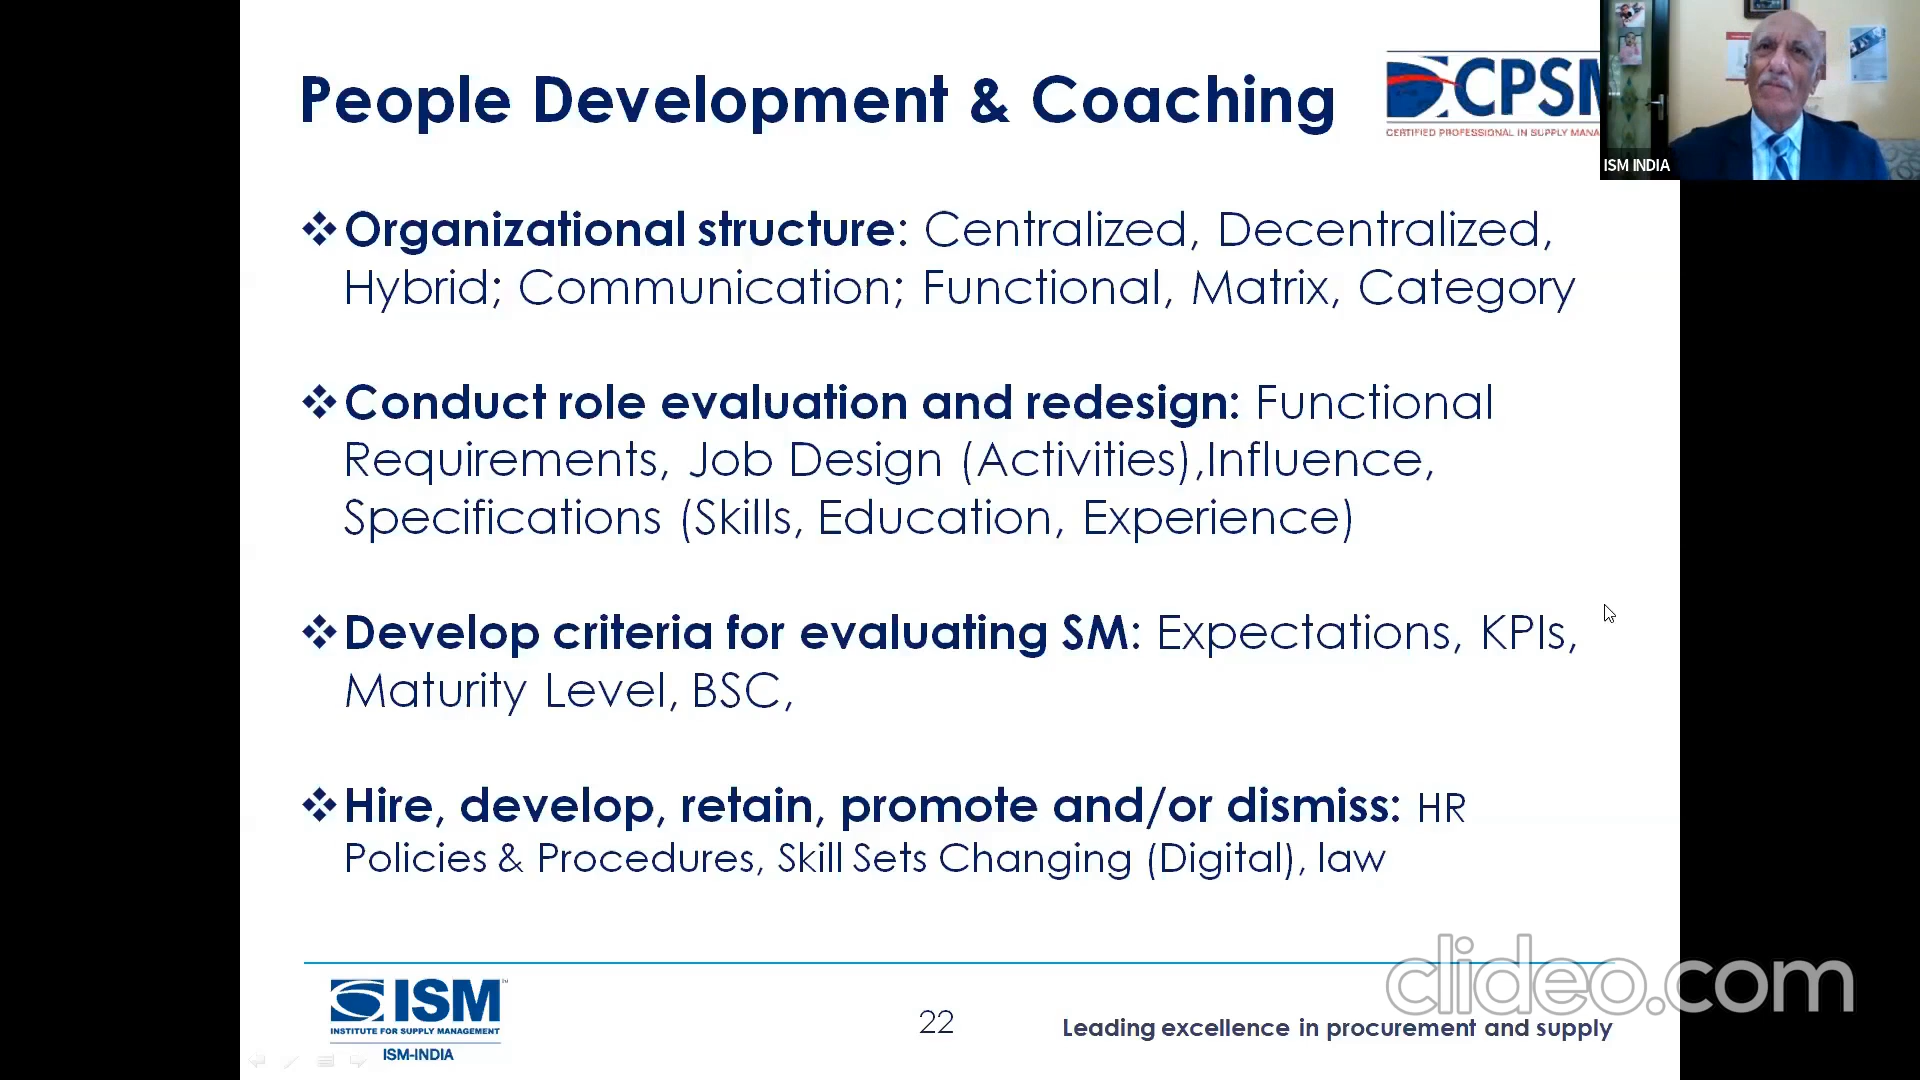 People Development & Coaching
CPSM
CERTIFIED PROFESSIONAL IN SUPPLY MANA
ISM INDIA
❖Organizational structure: Centralized, Decentralized,
Hybrid; Communication; Functional, Matrix, Category
❖Conduct role evaluation and redesign: Functional
Requirements, Job Design (Activities),Influence,
Specifications (Skills, Education, Experience)
❖Develop criteria for evaluating SM: Expectations, KPIs,
Maturity Level, BSC,
❖Hire, develop, retain, promote and/or dismiss: HR
Policies & Procedures, Skill Sets Changing (Digital), law
ISM
INSTITUTE FOR SUPPLY MANAGEMENT
ISM-INDIA
22
Leading excellence in procurement and supply
clideo.com